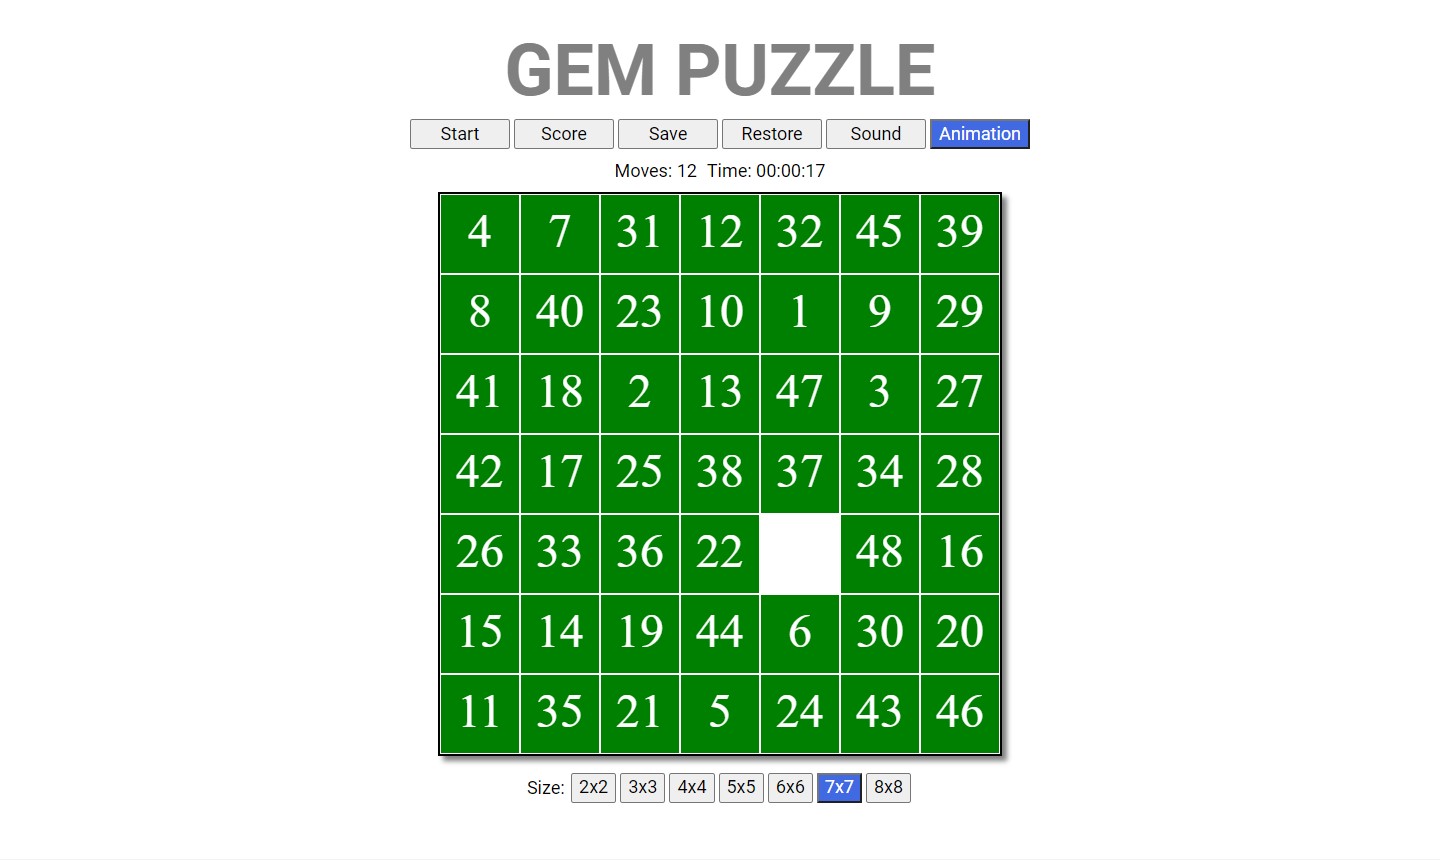 GEM PUZZLE
Start Score Save Restore Sound Animation
Moves: 12 Time: 00:00:17
4 7 31 12 32 45 39
8 40 23 10 1 9 29
41 18 2 13 47 3 27
42 17 25 38 37 34 28
26 33 36 22 48 16
15 14 19 44 6 30 20
11 35 21 5 24 43 46
Size: 2x2 3x3 4x4 5x5 6x6 7x7 8x8